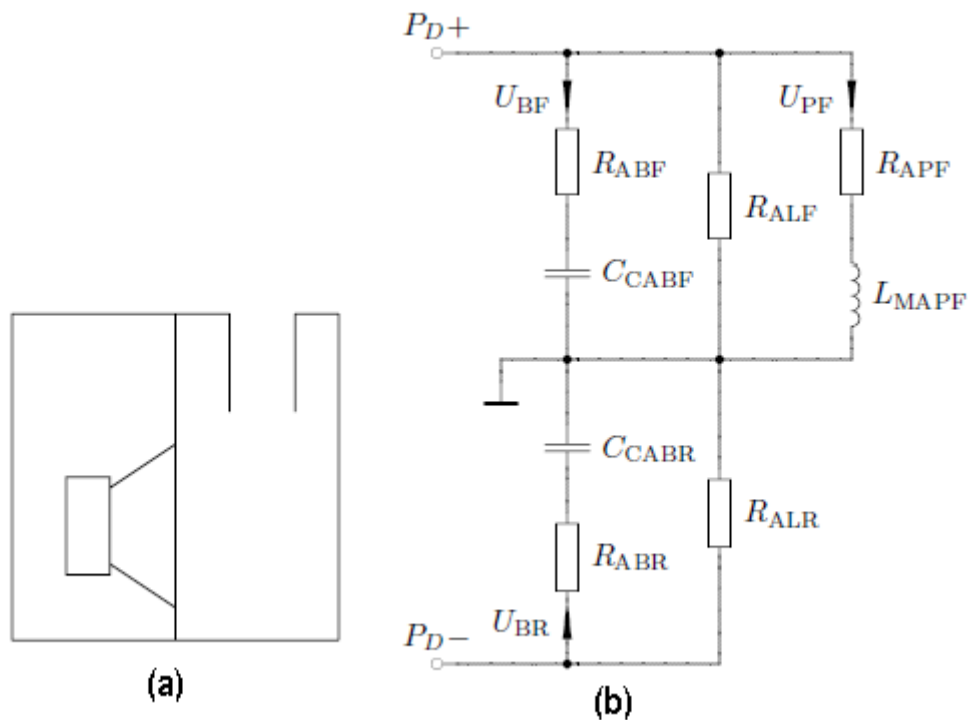 P_D+
U_BF
U_PF
R_ABF
R_APF
R_ALF
C_CABF
L_MAPF
C_CABR
R_ALR
R_ABR
U_BR
P_D−
(a)
(b)